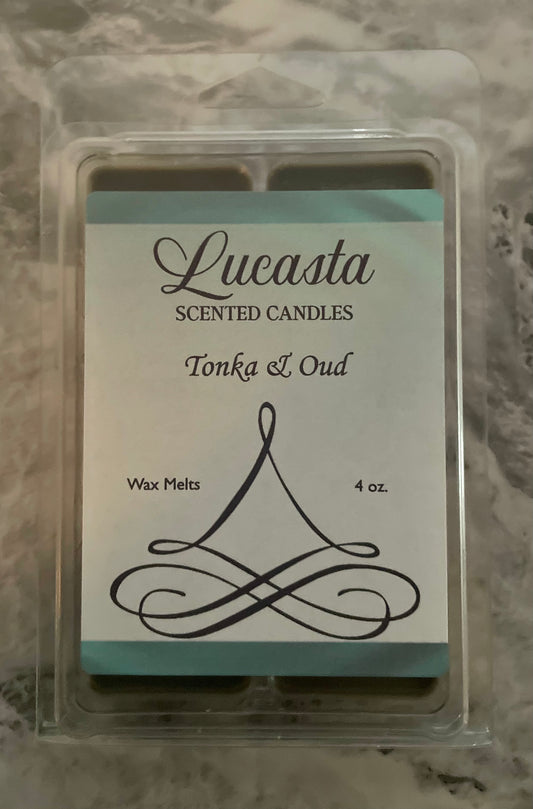 Lucasta
SCENTED CANDLES
Tonka & Oud
Wax Melts 4 oz.